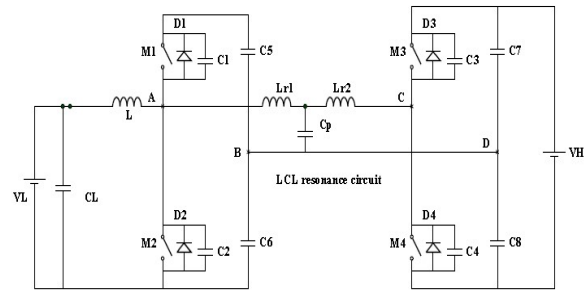 D1
D3
M1
C1
C5
M3
C3
C7
A
L
Lr1
Lr2
C
Cp
B
D
LCL resonance circuit
VL
CL
VH
D2
D4
M2
C2
C6
M4
C4
C8